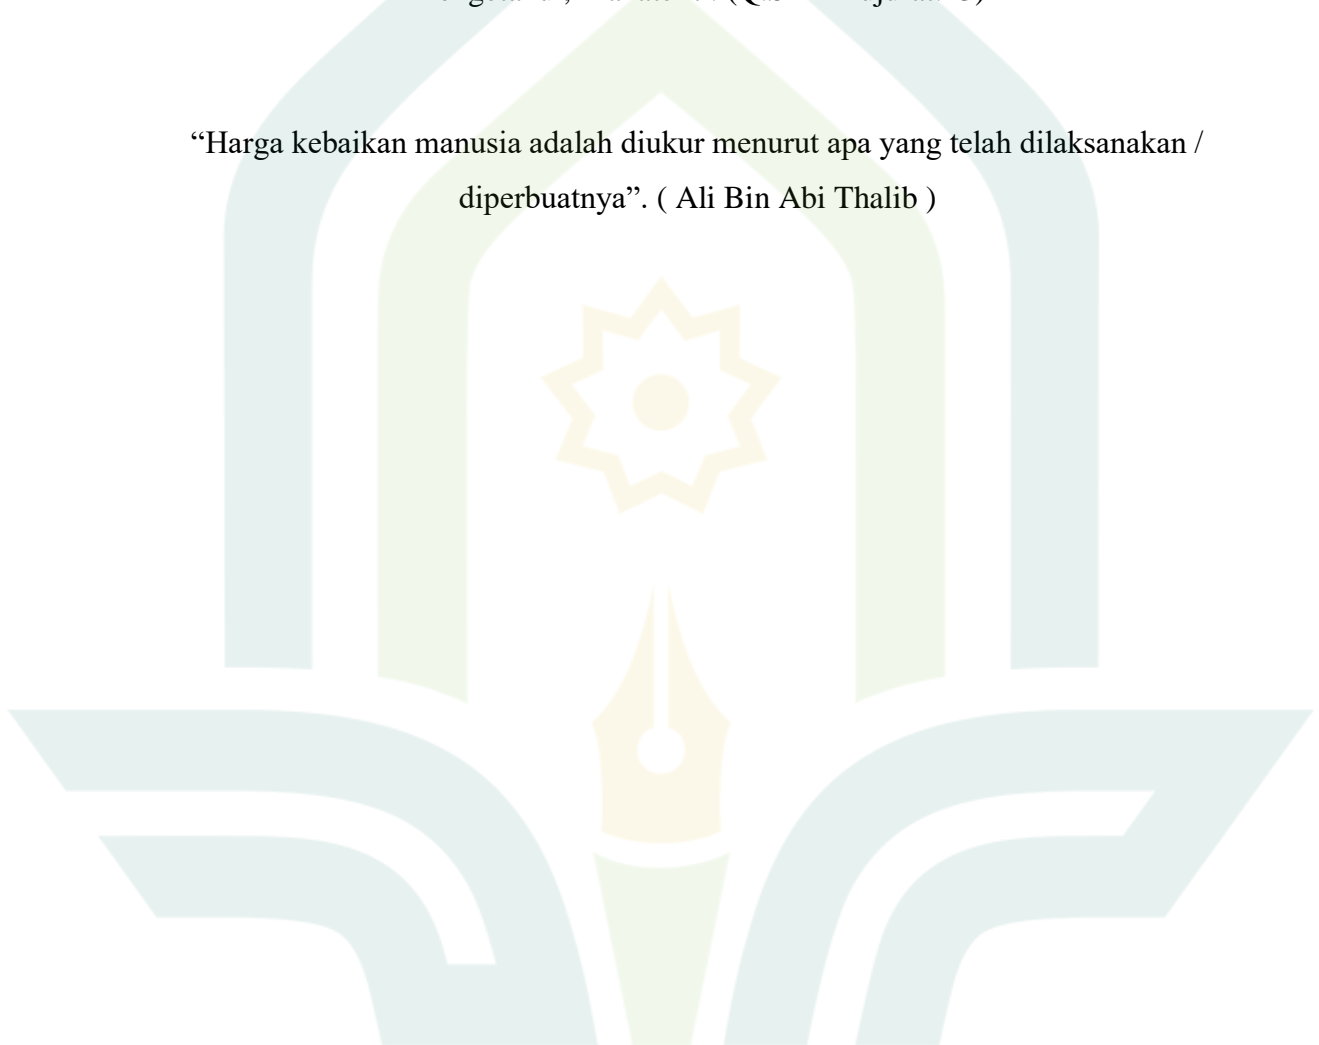 “Harga kebaikan manusia adalah diukur menurut apa yang telah dilaksanakan /
diperbuatnya”. ( Ali Bin Abi Thalib )